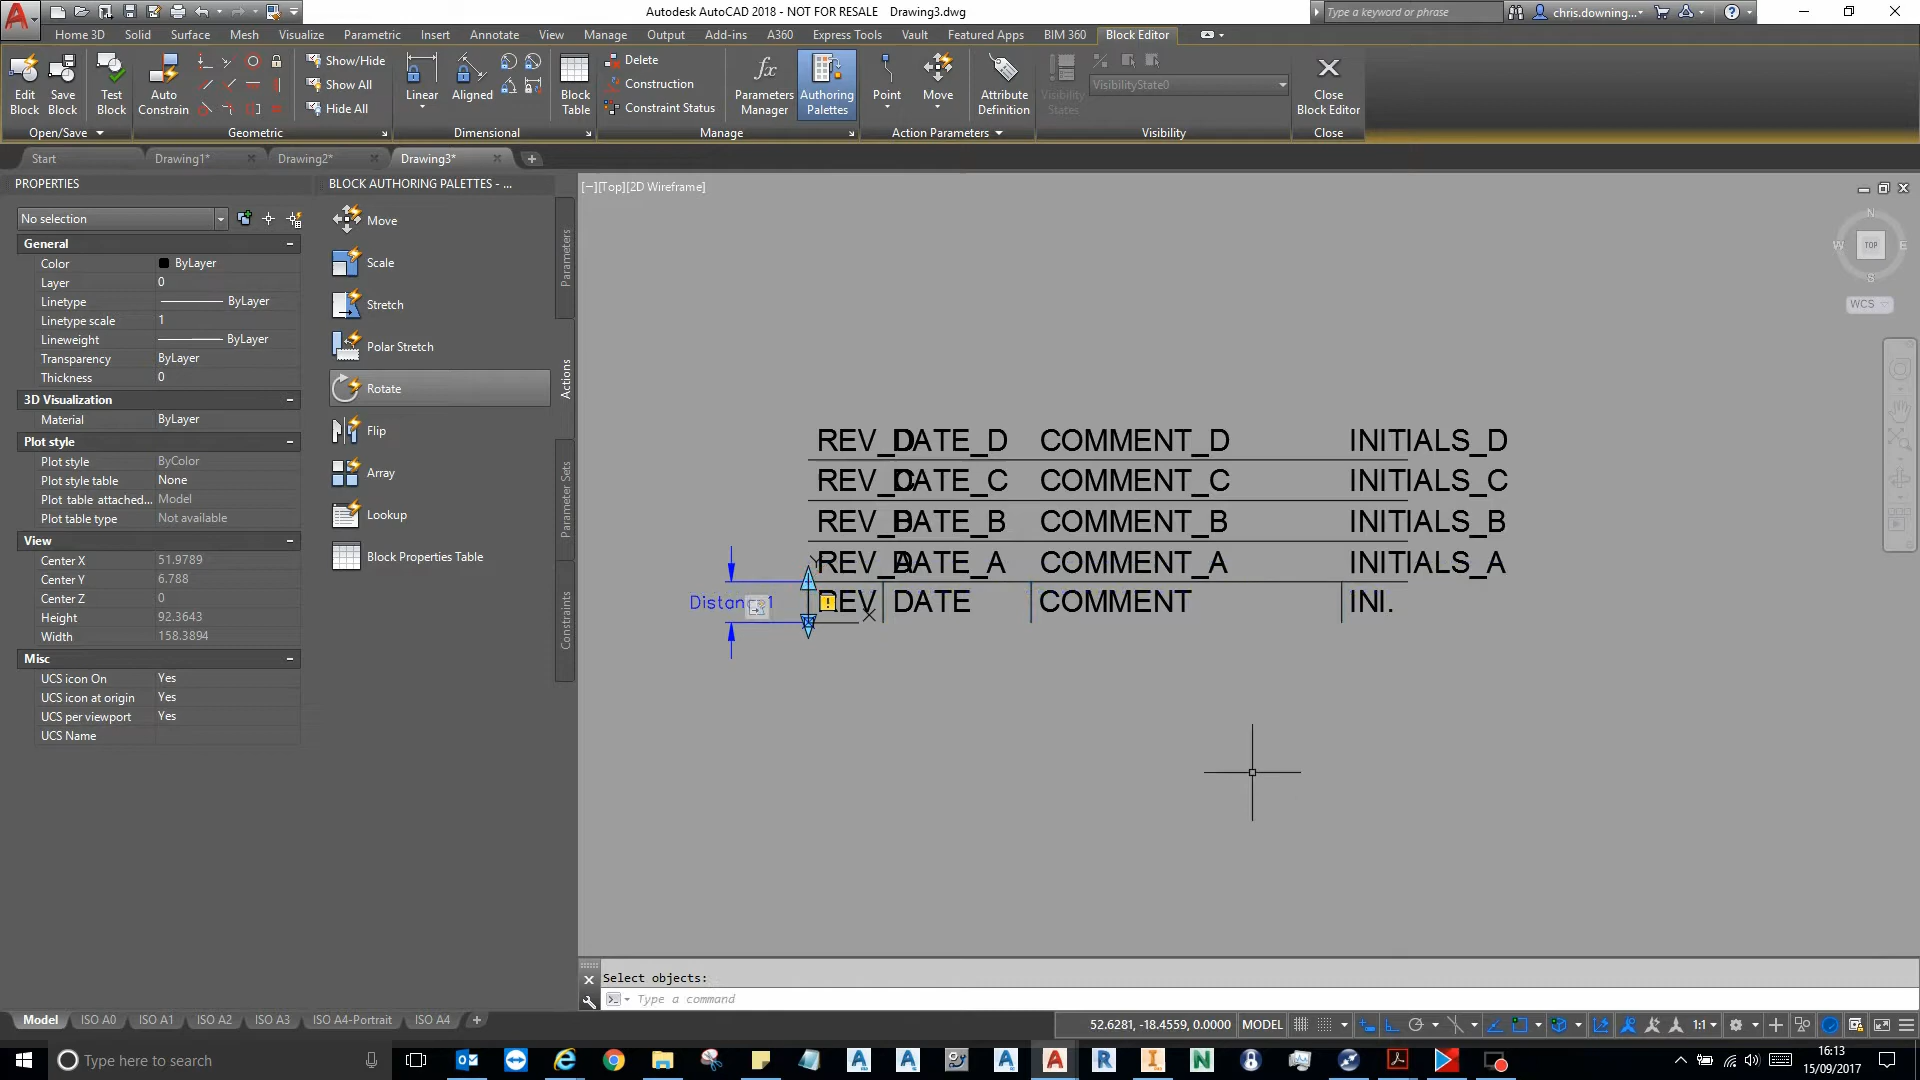 Autodesk AutoCAD 2018 - NOT FOR RESALE Drawing3.dwg
Type a keyword or phrase
chris.downing...
Home 3D Solid Surface Mesh Visualize Parametric Insert Annotate View Manage Output Add-ins A360 Express Tools Vault Featured Apps BIM 360 Block Editor
Edit Block
Save Block
Test Block
Auto Constrain
Show/Hide
Show All
Hide All
Linear
Aligned
Block Table
Delete
Construction
Constraint Status
fx
Parameters Manager
Authoring Palettes
Point
Move
Attribute Definition
Visibility States
VisibilityState0
Close Block Editor
Open/Save
Geometric
Dimensional
Manage
Action Parameters
Visibility
Close
Start Drawing1* Drawing2* Drawing3*
PROPERTIES
No selection
General
Color ByLayer
Layer 0
Linetype ByLayer
Linetype scale 1
Lineweight ByLayer
Transparency ByLayer
Thickness 0
3D Visualization
Material ByLayer
Plot style
Plot style ByColor
Plot style table None
Plot table attached... Model
Plot table type Not available
View
Center X 51.9789
Center Y 6.788
Center Z 0
Height 92.3643
Width 158.3894
Misc
UCS icon On Yes
UCS icon at origin Yes
UCS per viewport Yes
UCS Name
BLOCK AUTHORING PALETTES - ...
Move
Scale
Stretch
Polar Stretch
Rotate
Flip
Array
Lookup
Block Properties Table
Parameters
Actions
Parameter Sets
Constraints
[−][Top][2D Wireframe]
N
W TOP E
S
WCS
REV_D DATE_D COMMENT_D INITIALS_D
REV_C DATE_C COMMENT_C INITIALS_C
REV_B DATE_B COMMENT_B INITIALS_B
REV_A DATE_A COMMENT_A INITIALS_A
Distance1 REV DATE COMMENT INI.
Y
X
Select objects:
Type a command
Model ISO A0 ISO A1 ISO A2 ISO A3 ISO A4-Portrait ISO A4
52.6281, -18.4559, 0.0000 MODEL
1:1
Type here to search
16:13
15/09/2017